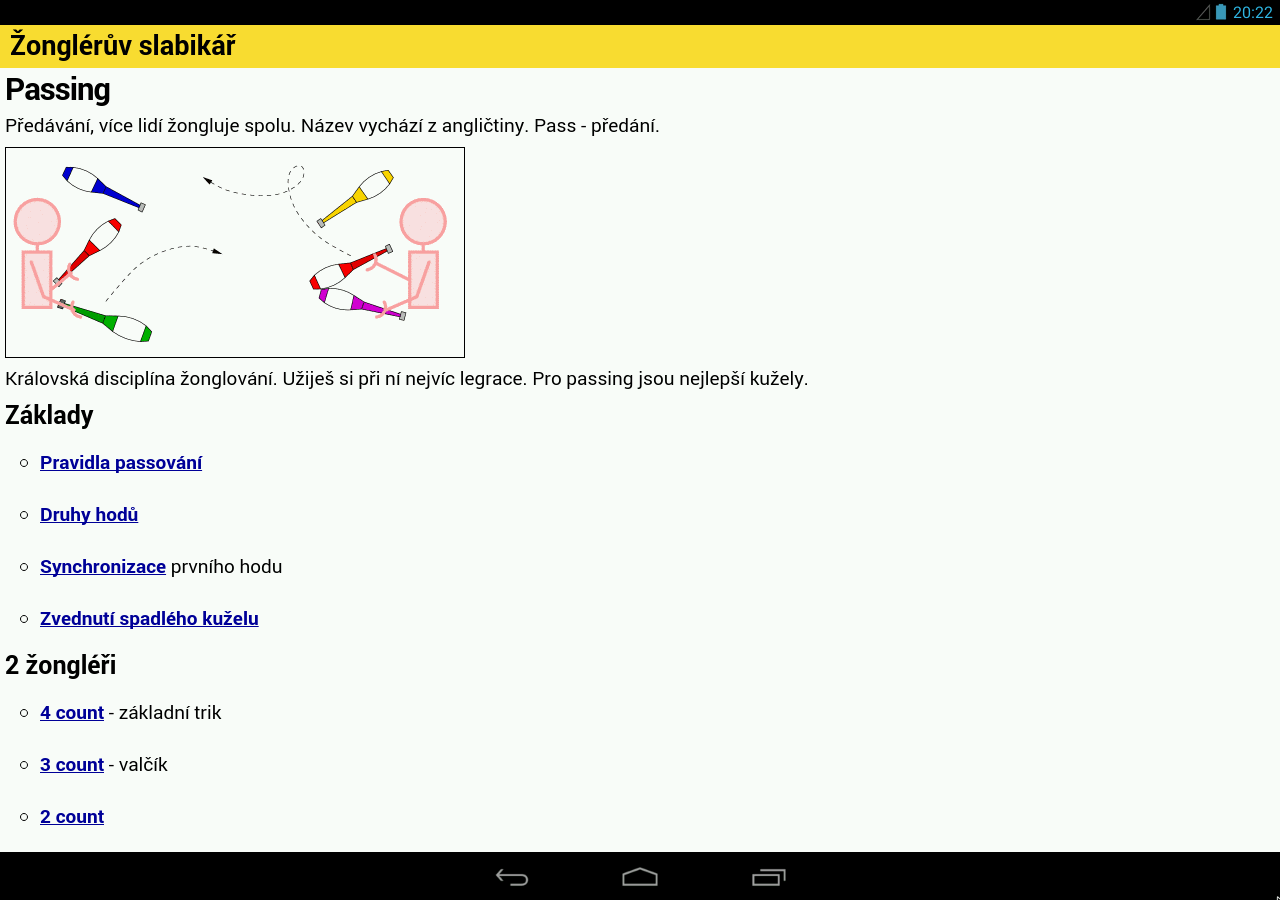 20:22
Žonglérův slabikář
Passing
Předávání, více lidí žongluje spolu. Název vychází z angličtiny. Pass - předání.
Královská disciplína žonglování. Užiješ si při ní nejvíc legrace. Pro passing jsou nejlepší kužely.
Základy
Pravidla passování
Druhy hodů
Synchronizace prvního hodu
Zvednutí spadlého kuželu
2 žongléři
4 count - základní trik
3 count - valčík
2 count